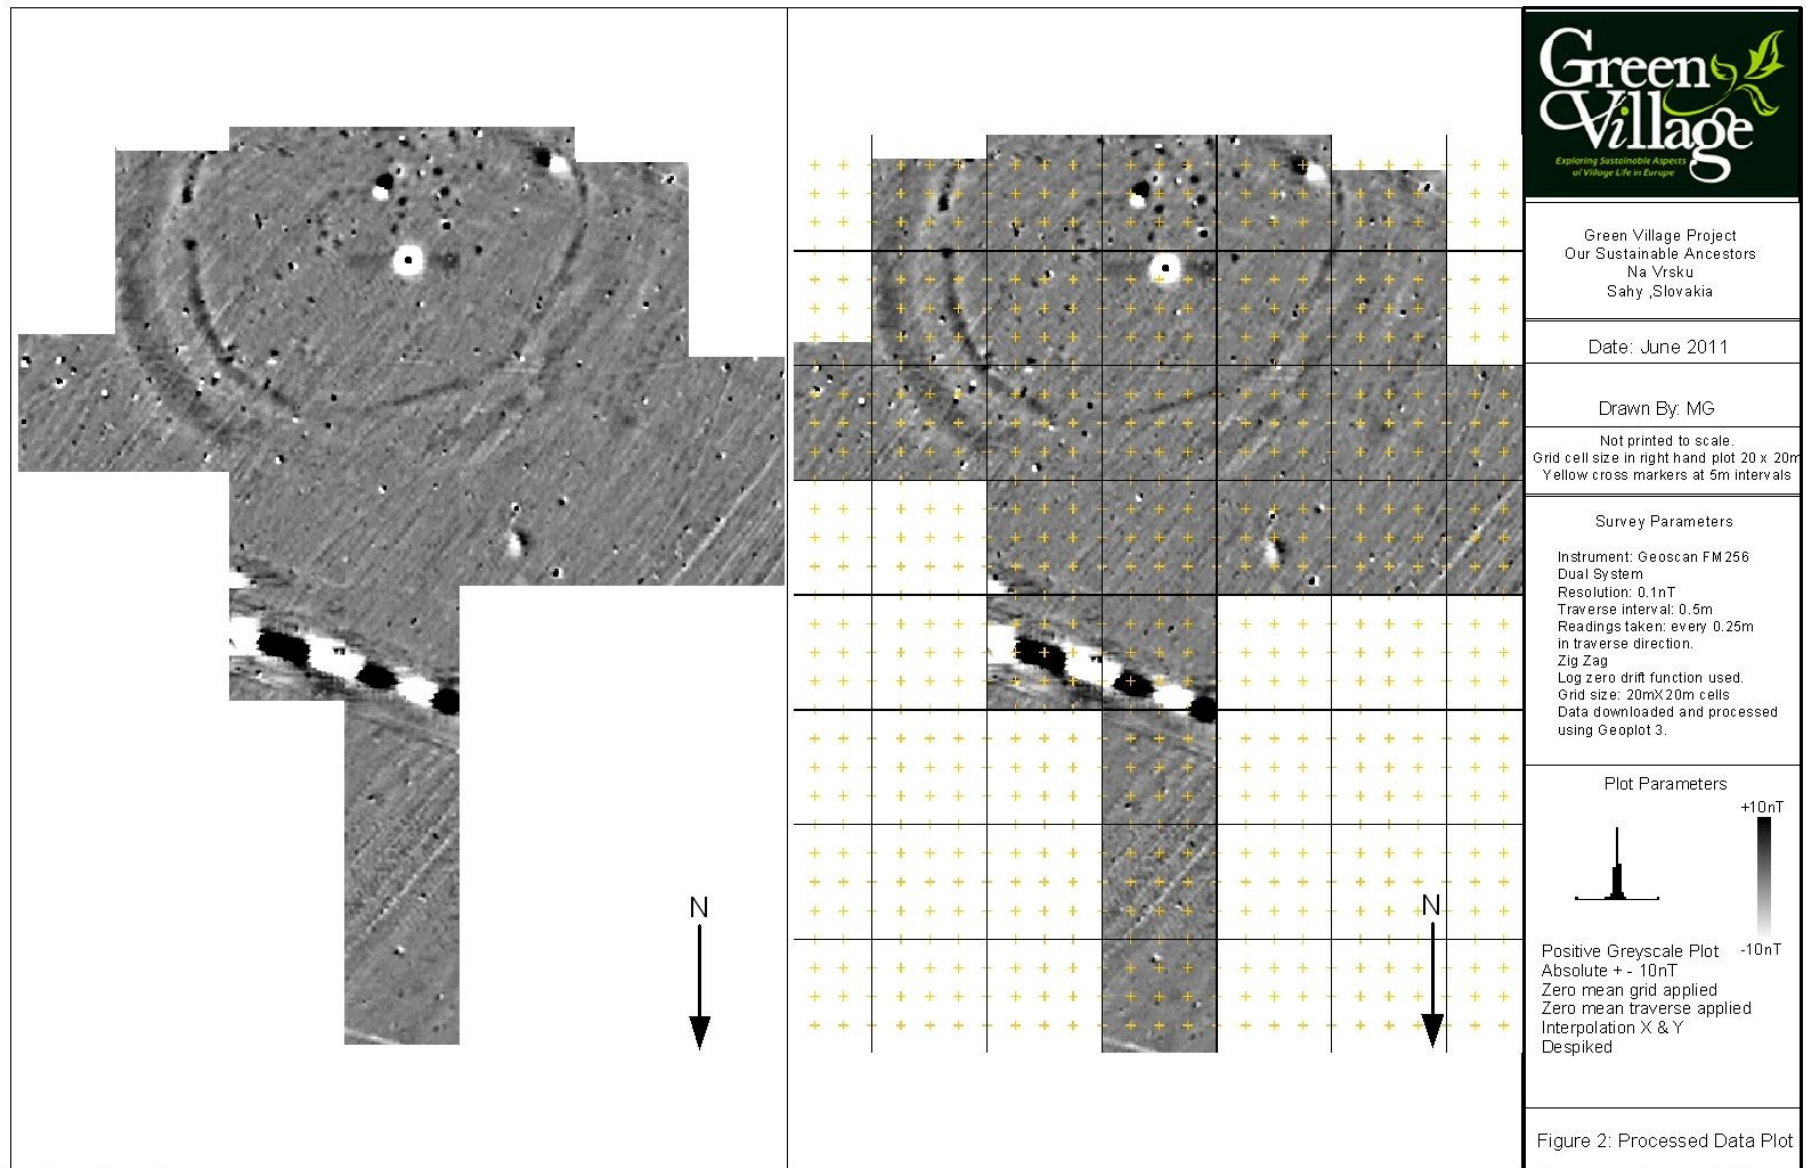 N
N
Green
Village
Exploring Sustainable Aspects
of Village Life in Europe
Green Village Project
Our Sustainable Ancestors
Na Vrsku
Sahy ,Slovakia
Date: June 2011
Drawn By: MG
Not printed to scale.
Grid cell size in right hand plot 20 x 20m
Yellow cross markers at 5m intervals
Survey Parameters
Instrument: Geoscan FM256
Dual System
Resolution: 0.1nT
Traverse interval: 0.5m
Readings taken: every 0.25m
in traverse direction.
Zig Zag
Log zero drift function used.
Grid size: 20mX20m cells
Data downloaded and processed
using Geoplot 3.
Plot Parameters
+10nT
-10nT
Positive Greyscale Plot
Absolute + - 10nT
Zero mean grid applied
Zero mean traverse applied
Interpolation X & Y
Despiked
Figure 2: Processed Data Plot